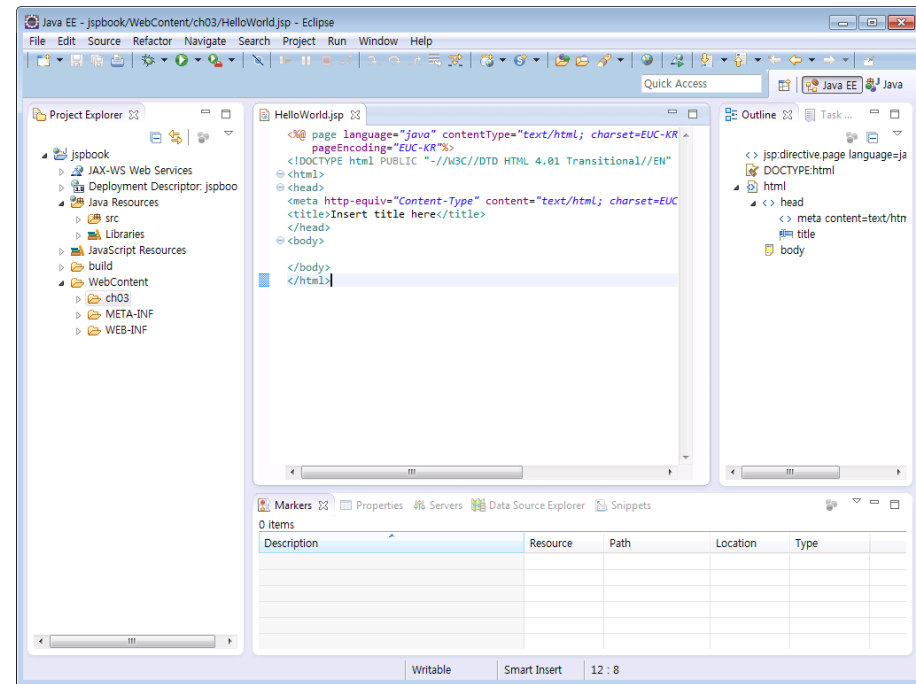 Java EE - jspbook/WebContent/ch03/HelloWorld.jsp - Eclipse
File Edit Source Refactor Navigate Search Project Run Window Help
Quick Access
Java EE
Java
Project Explorer
jspbook
JAX-WS Web Services
Deployment Descriptor: jspboo
Java Resources
src
Libraries
JavaScript Resources
build
WebContent
ch03
META-INF
WEB-INF
HelloWorld.jsp
<%@ page language="java" contentType="text/html; charset=EUC-KR
pageEncoding="EUC-KR"%>
<!DOCTYPE html PUBLIC "-//W3C//DTD HTML 4.01 Transitional//EN"
<html>
<head>
<meta http-equiv="Content-Type" content="text/html; charset=EUC
<title>Insert title here</title>
</head>
<body>
</body>
</html>
Outline
Task ...
jsp:directive.page language=ja
DOCTYPE:html
html
head
meta content=text/htm
title
body
Markers Properties Servers Data Source Explorer Snippets
0 items
Description Resource Path Location Type
Writable Smart Insert 12 : 8